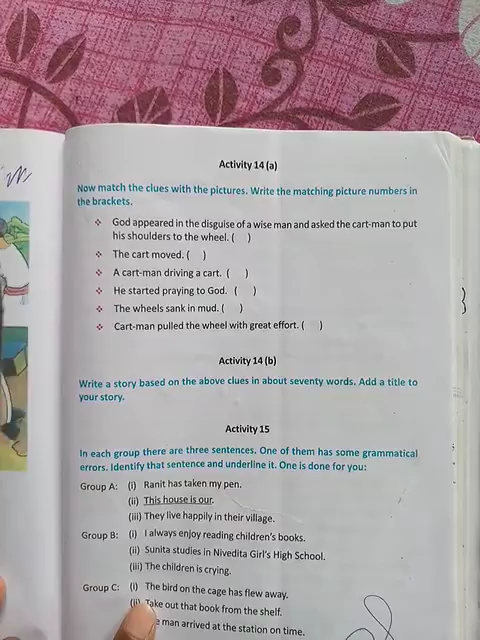 Activity 14 (a)
Now match the clues with the pictures. Write the matching picture numbers in
the brackets.
❖ God appeared in the disguise of a wise man and asked the cart-man to put
his shoulders to the wheel. ( )
❖ The cart moved. ( )
❖ A cart-man driving a cart. ( )
❖ He started praying to God. ( )
❖ The wheels sank in mud. ( )
❖ Cart-man pulled the wheel with great effort. ( )
Activity 14 (b)
Write a story based on the above clues in about seventy words. Add a title to
your story.
Activity 15
In each group there are three sentences. One of them has some grammatical
errors. Identify that sentence and underline it. One is done for you:
Group A: (i) Ranit has taken my pen.
(ii) This house is our.
(iii) They live happily in their village.
Group B: (i) I always enjoy reading children's books.
(ii) Sunita studies in Nivedita Girl's High School.
(iii) The children is crying.
Group C: (i) The bird on the cage has flew away.
(ii) Take out that book from the shelf.
man arrived at the station on time.